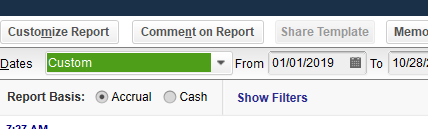 Customize Report Comment on Report Share Template Memo
Dates Custom From 01/01/2019 To 10/28/2
Report Basis: Accrual Cash Show Filters
7:27 AM